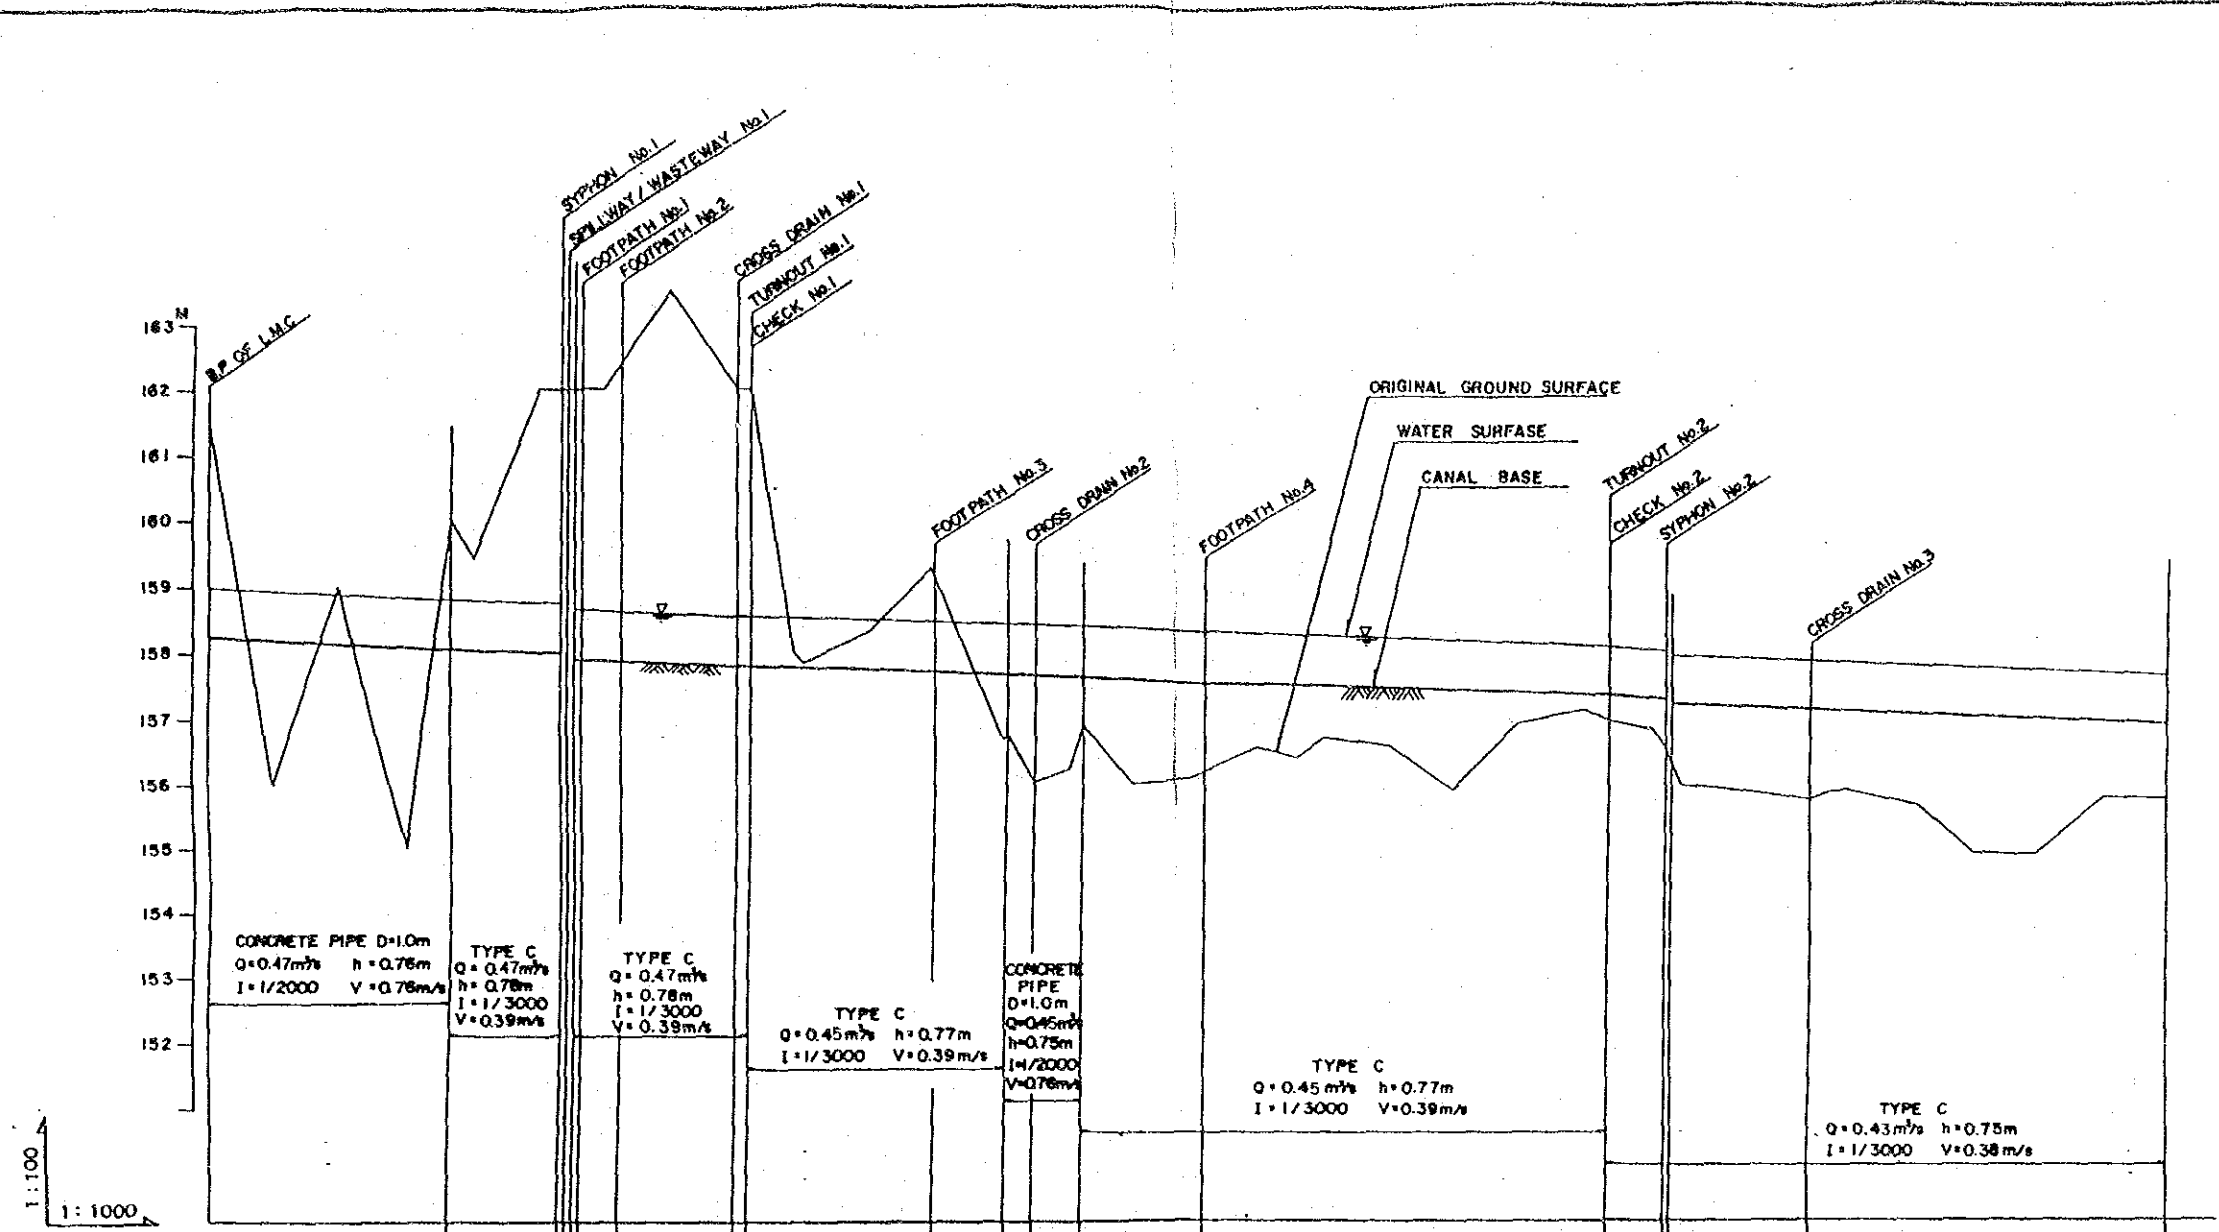 SYPHON No.1
SPILLWAY / WASTEWAY No.1
FOOTPATH No.1
FOOTPATH No.2
CROSS DRAIN No.1
TURNOUT No.1
CHECK No.1
B.P OF L.M.C
M
163
162
161
160
159
158
157
156
155
154
153
152
ORIGINAL GROUND SURFACE
WATER SURFASE
CANAL BASE
FOOTPATH No.3
CROSS DRAIN No.2
FOOTPATH No.4
TURNOUT No.2
CHECK No.2
SYPHON No.2
CROSS DRAIN No.3
CONCRETE PIPE D=1.0m
Q=0.47m³/s h=0.76m
I=1/2000 V=0.76m/s
TYPE C
Q=0.47m³/s
h=0.78m
I=1/3000
V=0.39m/s
TYPE C
Q=0.47m³/s
h=0.78m
I=1/3000
V=0.39m/s
TYPE C
Q=0.45m³/s h=0.77m
I=1/3000 V=0.39m/s
CONCRETE
PIPE
D=1.0m
Q=0.45m³/s
h=0.75m
I=1/2000
V=0.76m/s
TYPE C
Q=0.45m³/s h=0.77m
I=1/3000 V=0.39m/s
TYPE C
Q=0.43m³/s h=0.75m
I=1/3000 V=0.38m/s
1:100
1:1000